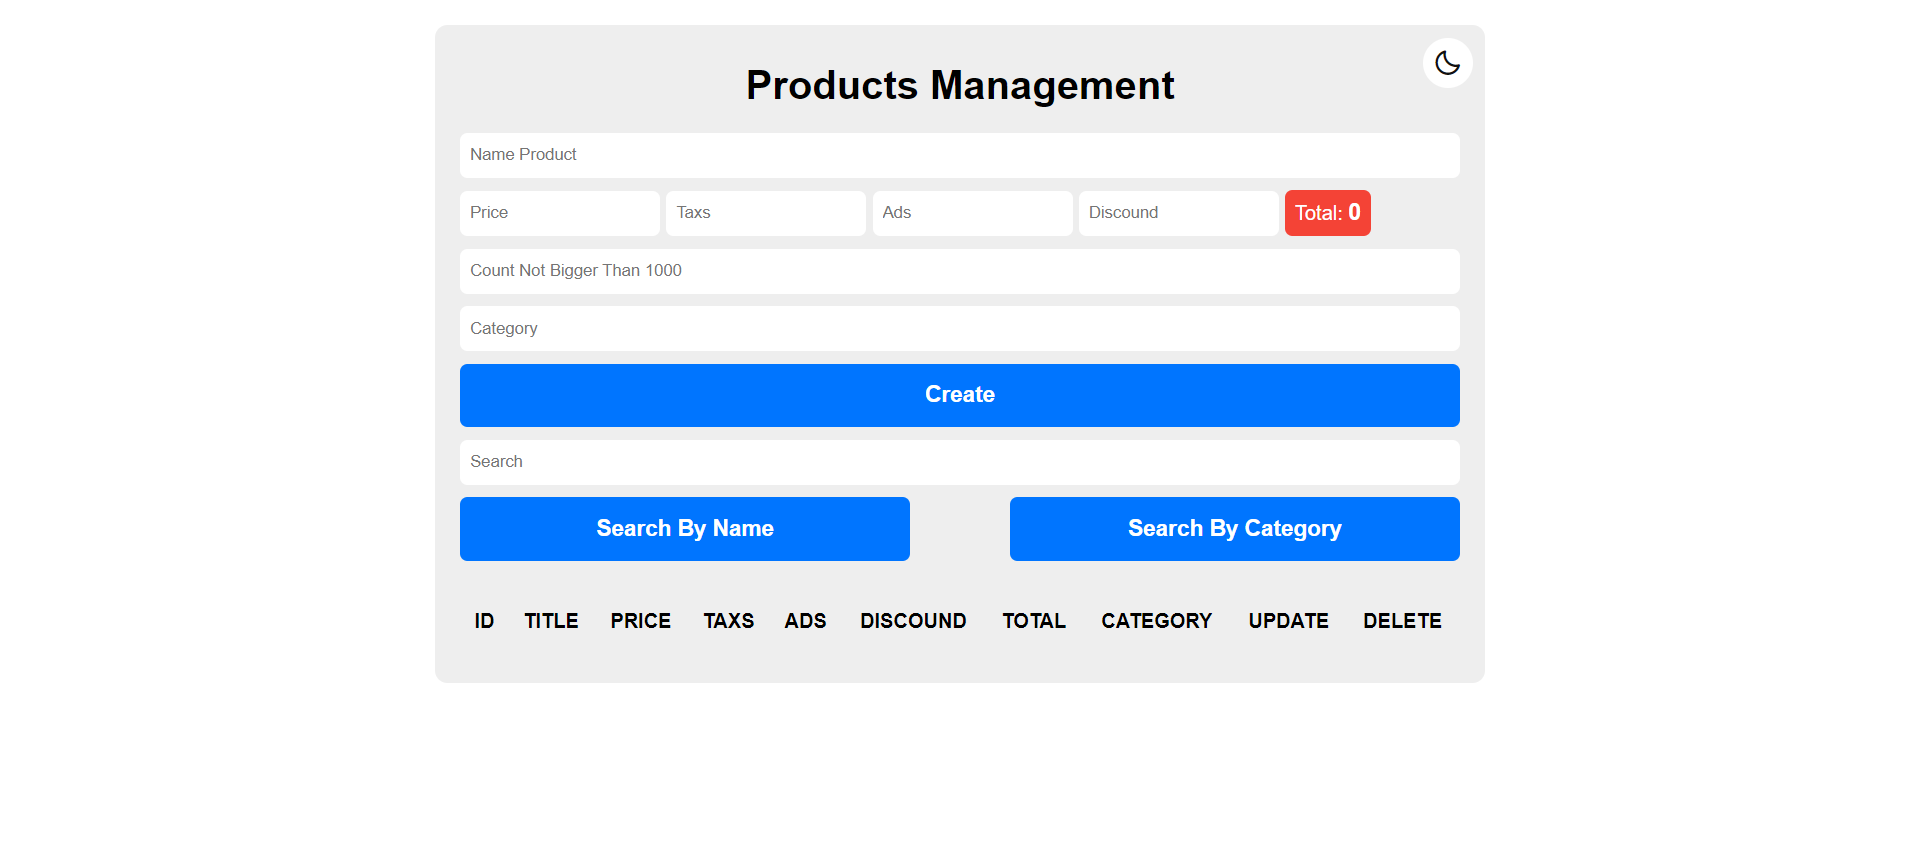 Products Management
Name Product
Price Taxs Ads Discound Total: 0
Count Not Bigger Than 1000
Category
Create
Search
Search By Name Search By Category
ID TITLE PRICE TAXS ADS DISCOUND TOTAL CATEGORY UPDATE DELETE